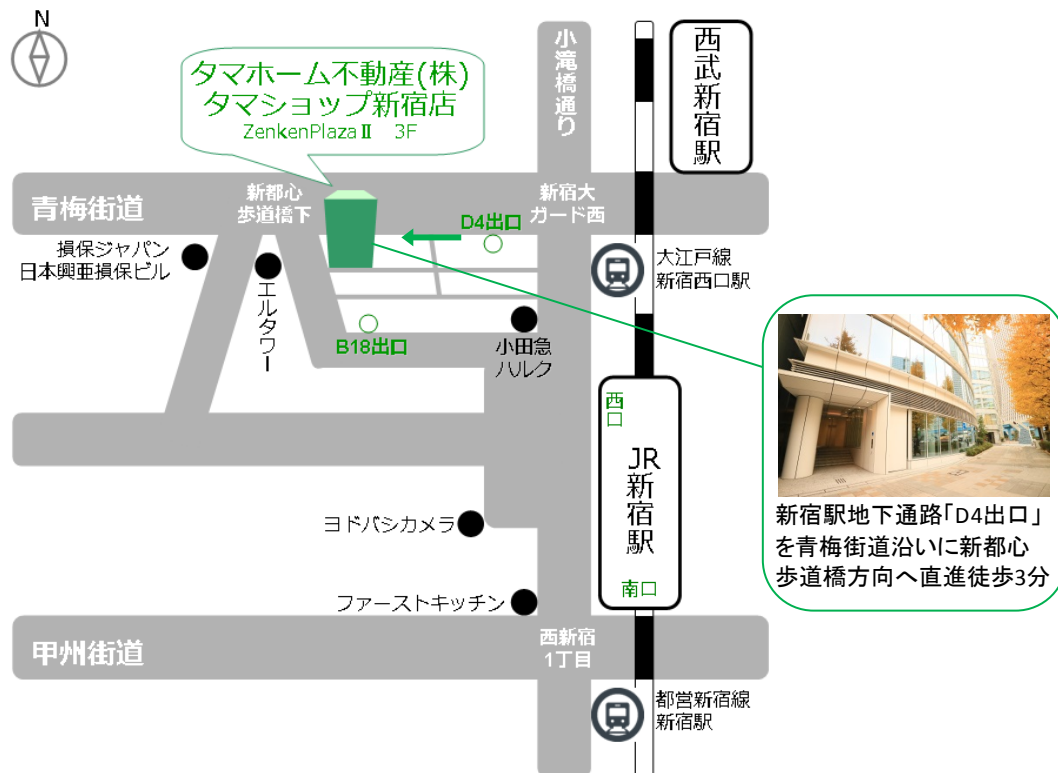 N
タマホーム不動産(株)
タマショップ新宿店
ZenkenPlazaⅡ 3F
小滝橋通り
西武新宿駅
青梅街道
新都心
歩道橋下
新宿大
ガード西
D4出口
損保ジャパン
日本興亜損保ビル
エルタワー
B18出口
小田急
ハルク
大江戸線
新宿西口駅
西口
JR新宿駅
南口
新宿駅地下通路「D4出口」
を青梅街道沿いに新都心
歩道橋方向へ直進徒歩3分
ヨドバシカメラ
ファーストキッチン
甲州街道
西新宿
1丁目
都営新宿線
新宿駅